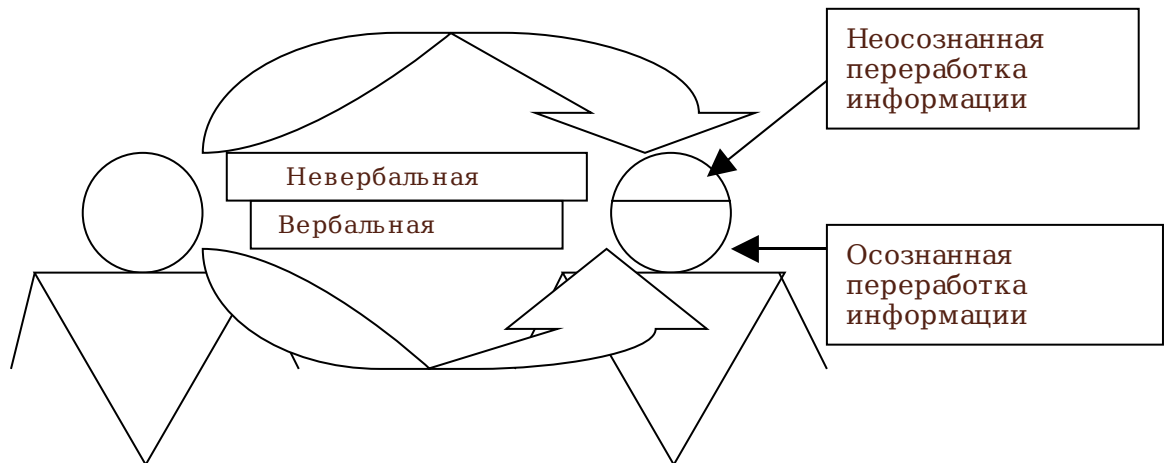 Неосознанная
переработка
информации
Невербальная
Вербальная
Осознанная
переработка
информации